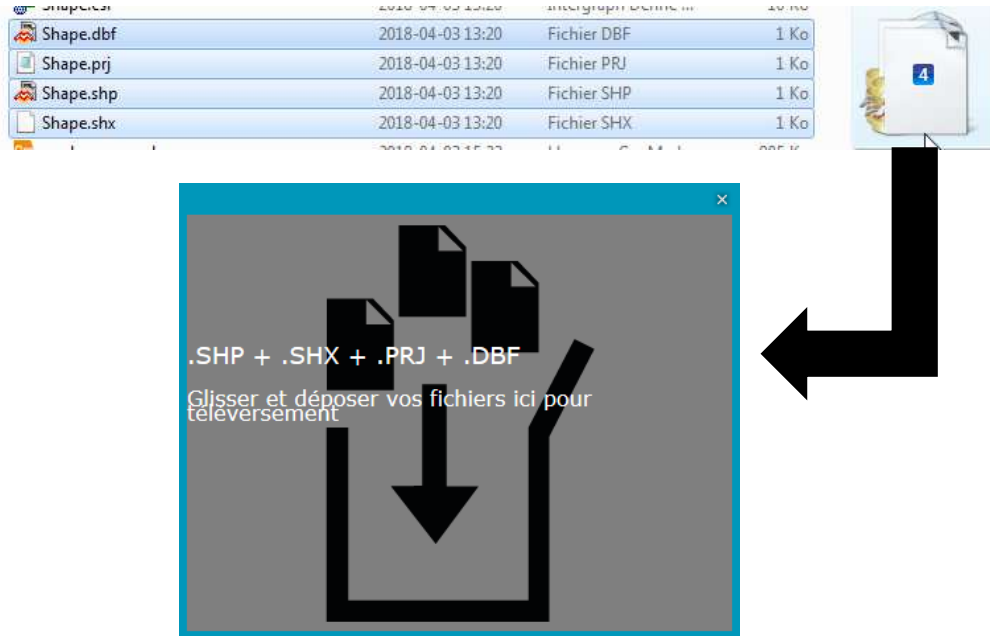 Shape.dbf 2018-04-03 13:20 Fichier DBF 1 Ko
Shape.prj 2018-04-03 13:20 Fichier PRJ 1 Ko
Shape.shp 2018-04-03 13:20 Fichier SHP 1 Ko
Shape.shx 2018-04-03 13:20 Fichier SHX 1 Ko
4
.SHP + .SHX + .PRJ + .DBF
Glisser et déposer vos fichiers ici pour
téléversement